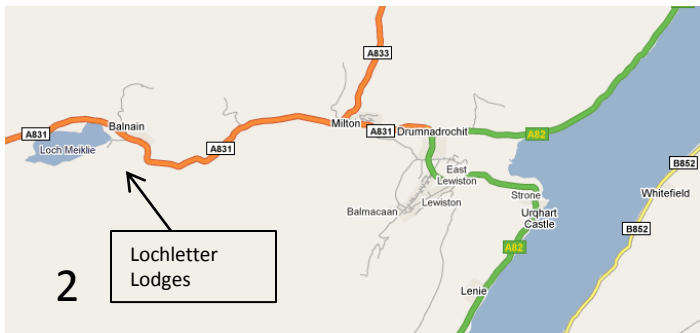 A833
Balnain
A831
Loch Meiklie
A831
Milton
A831
Drumnadrochit
A82
East
Lewiston
Lewiston
Balmacaan
Strone
Urqhart
Castle
A82
Lenie
B852
Whitefield
B852
Lochletter
Lodges
2